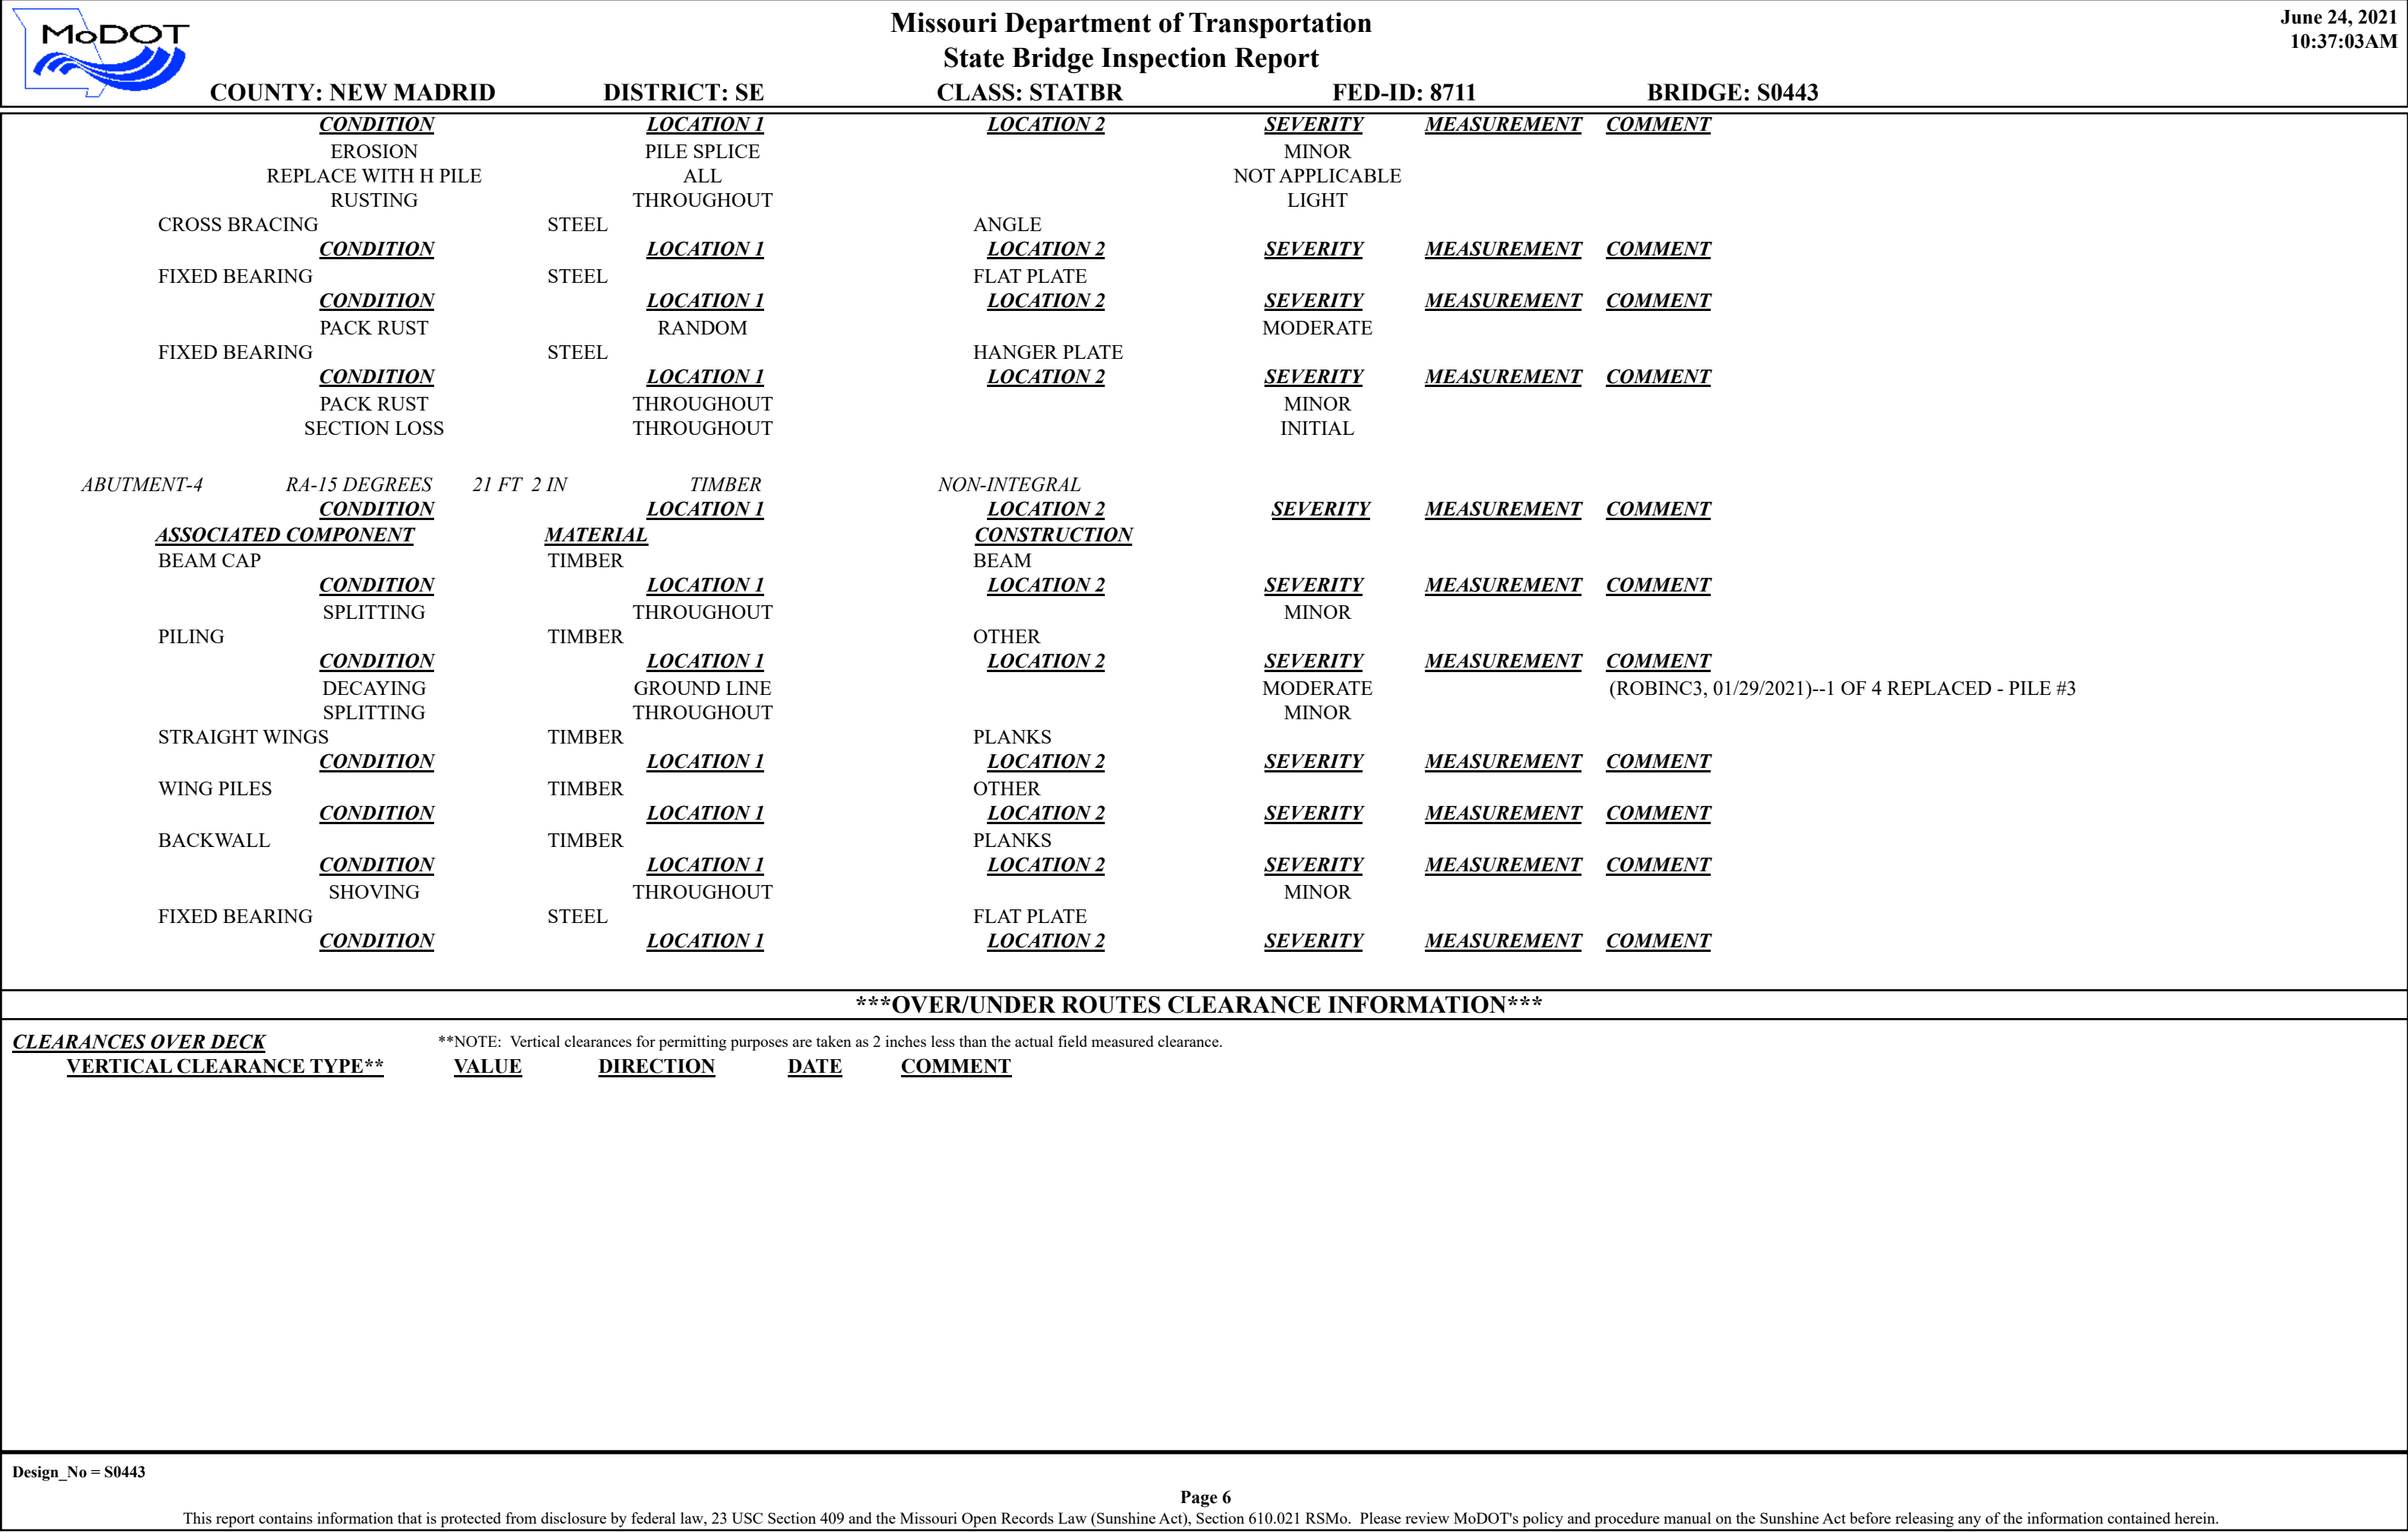 MoDOT
Missouri Department of Transportation
State Bridge Inspection Report
June 24, 2021
10:37:03AM
COUNTY: NEW MADRID DISTRICT: SE CLASS: STATBR FED-ID: 8711 BRIDGE: S0443
CONDITION LOCATION 1 LOCATION 2 SEVERITY MEASUREMENT COMMENT
EROSION PILE SPLICE MINOR
REPLACE WITH H PILE ALL NOT APPLICABLE
RUSTING THROUGHOUT LIGHT
CROSS BRACING STEEL ANGLE
CONDITION LOCATION 1 LOCATION 2 SEVERITY MEASUREMENT COMMENT
FIXED BEARING STEEL FLAT PLATE
CONDITION LOCATION 1 LOCATION 2 SEVERITY MEASUREMENT COMMENT
PACK RUST RANDOM MODERATE
FIXED BEARING STEEL HANGER PLATE
CONDITION LOCATION 1 LOCATION 2 SEVERITY MEASUREMENT COMMENT
PACK RUST THROUGHOUT MINOR
SECTION LOSS THROUGHOUT INITIAL
ABUTMENT-4 RA-15 DEGREES 21 FT 2 IN TIMBER NON-INTEGRAL
CONDITION LOCATION 1 LOCATION 2 SEVERITY MEASUREMENT COMMENT
ASSOCIATED COMPONENT MATERIAL CONSTRUCTION
BEAM CAP TIMBER BEAM
CONDITION LOCATION 1 LOCATION 2 SEVERITY MEASUREMENT COMMENT
SPLITTING THROUGHOUT MINOR
PILING TIMBER OTHER
CONDITION LOCATION 1 LOCATION 2 SEVERITY MEASUREMENT COMMENT
DECAYING GROUND LINE MODERATE (ROBINC3, 01/29/2021)--1 OF 4 REPLACED - PILE #3
SPLITTING THROUGHOUT MINOR
STRAIGHT WINGS TIMBER PLANKS
CONDITION LOCATION 1 LOCATION 2 SEVERITY MEASUREMENT COMMENT
WING PILES TIMBER OTHER
CONDITION LOCATION 1 LOCATION 2 SEVERITY MEASUREMENT COMMENT
BACKWALL TIMBER PLANKS
CONDITION LOCATION 1 LOCATION 2 SEVERITY MEASUREMENT COMMENT
SHOVING THROUGHOUT MINOR
FIXED BEARING STEEL FLAT PLATE
CONDITION LOCATION 1 LOCATION 2 SEVERITY MEASUREMENT COMMENT
***OVER/UNDER ROUTES CLEARANCE INFORMATION***
CLEARANCES OVER DECK **NOTE: Vertical clearances for permitting purposes are taken as 2 inches less than the actual field measured clearance.
VERTICAL CLEARANCE TYPE** VALUE DIRECTION DATE COMMENT
Design_No = S0443
Page 6
This report contains information that is protected from disclosure by federal law, 23 USC Section 409 and the Missouri Open Records Law (Sunshine Act), Section 610.021 RSMo. Please review MoDOT's policy and procedure manual on the Sunshine Act before releasing any of the information contained herein.